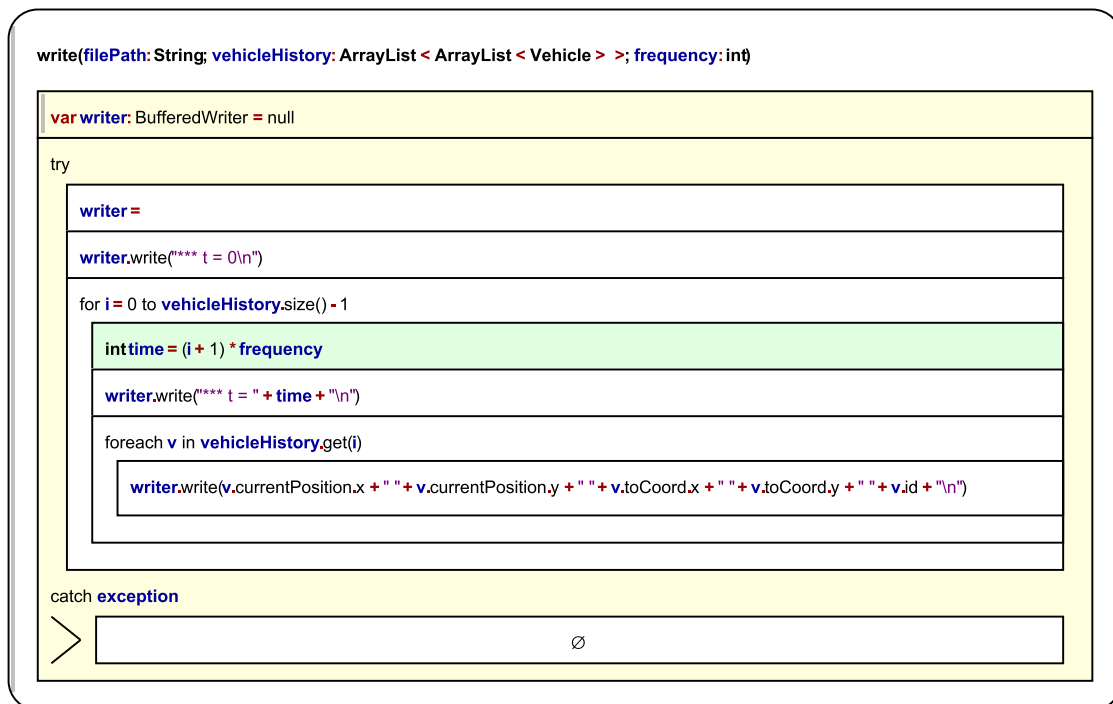 write(filePath: String; vehicleHistory: ArrayList < ArrayList < Vehicle > >; frequency: int)
var writer: BufferedWriter = null
try
writer =
writer.write("*** t = 0\n")
for i = 0 to vehicleHistory.size() - 1
int time = (i + 1) * frequency
writer.write("*** t = " + time + "\n")
foreach v in vehicleHistory.get(i)
writer.write(v.currentPosition.x + " " + v.currentPosition.y + " " + v.toCoord.x + " " + v.toCoord.y + " " + v.id + "\n")
catch exception
∅